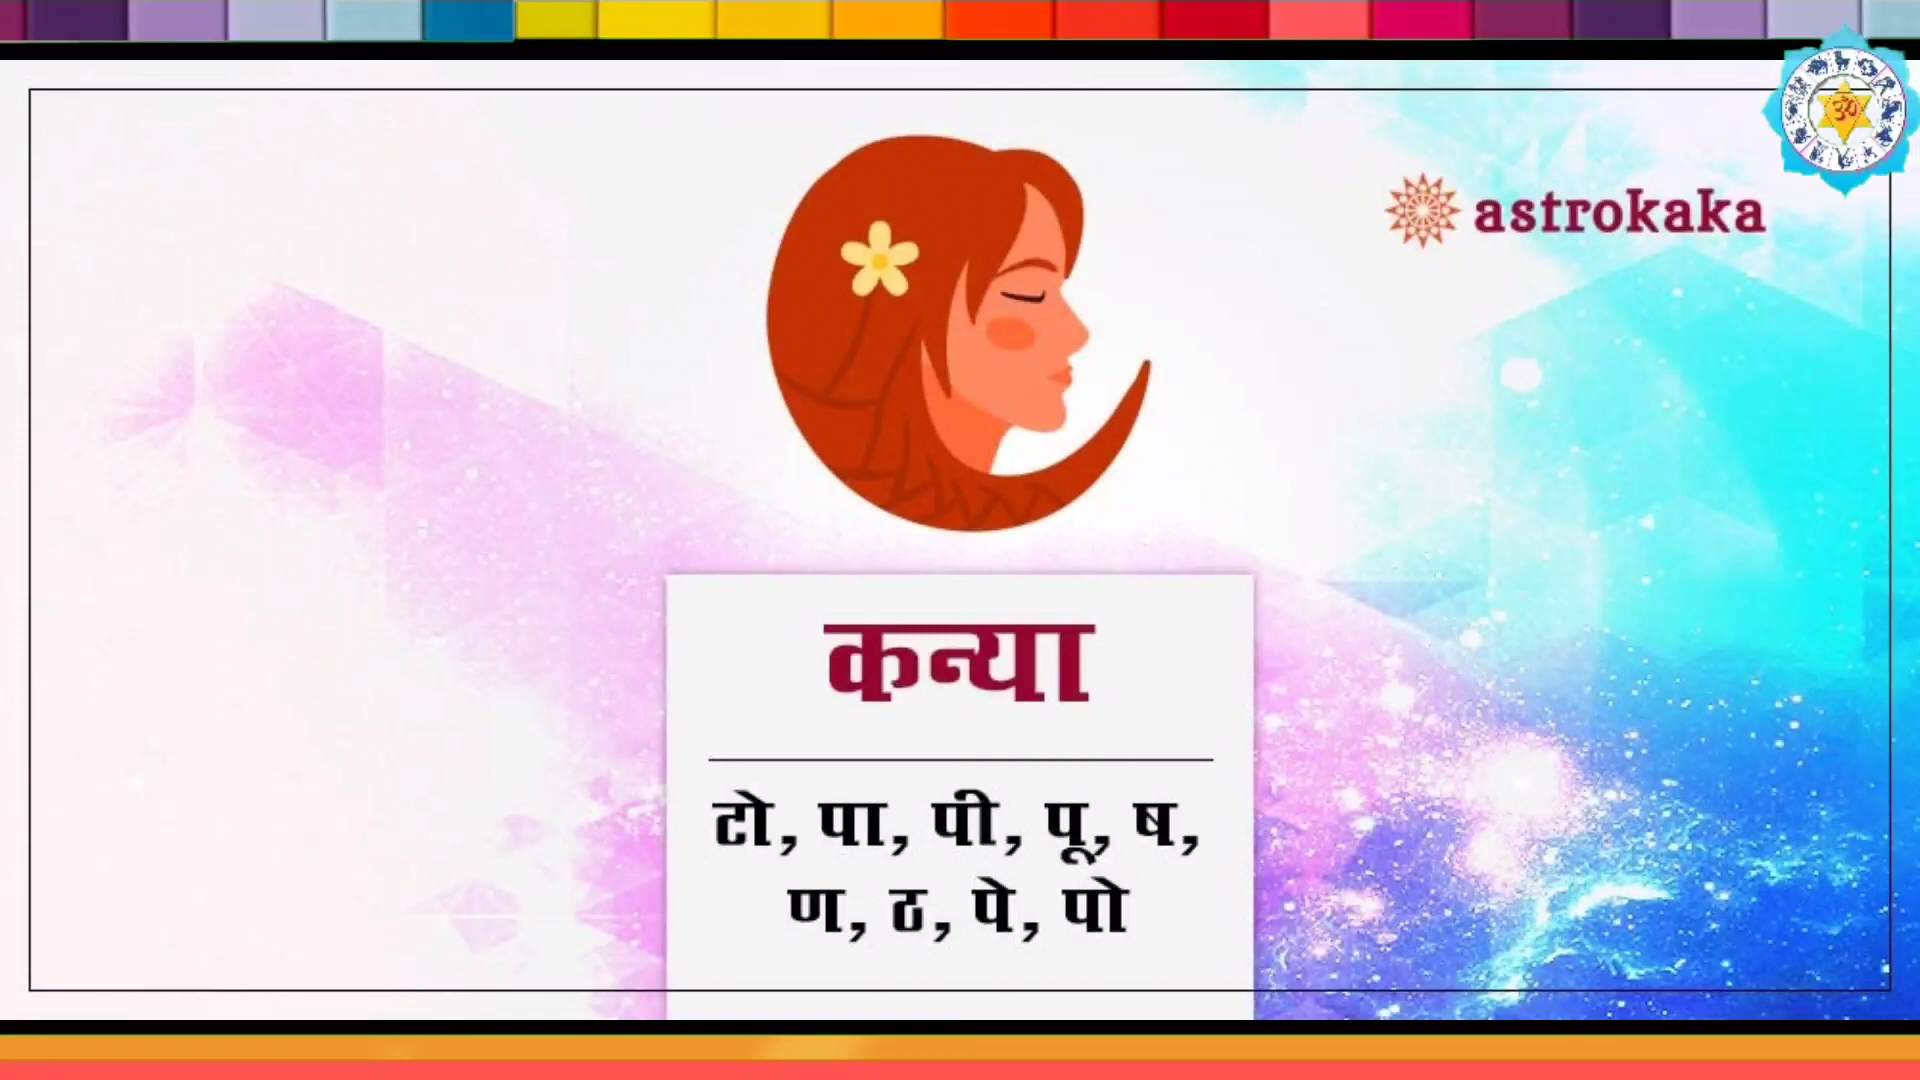 ॐ
astrokaka
कन्या
टो, पा, पी, पू, ष,
ण, ठ, पे, पो